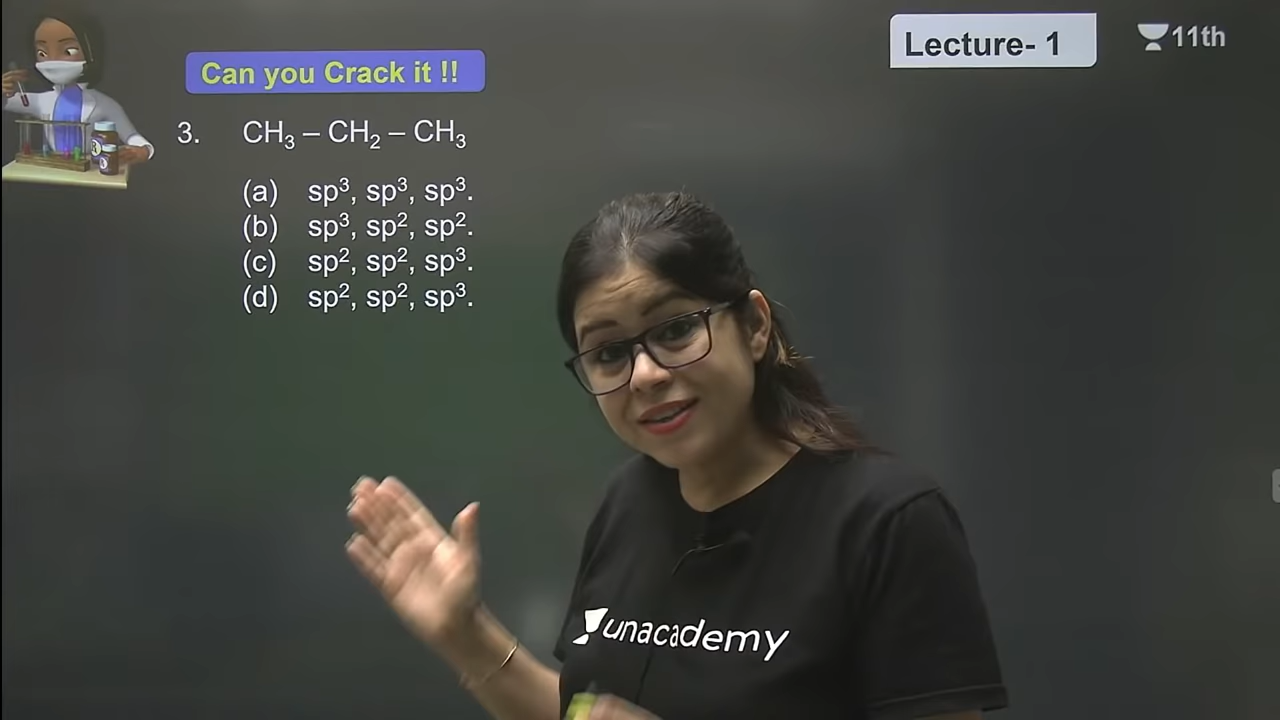 Lecture- 1
11th
Can you Crack it !!
3. CH₃ – CH₂ – CH₃
(a) sp³, sp³, sp³.
(b) sp³, sp², sp².
(c) sp², sp², sp³.
(d) sp², sp², sp³.
unacademy